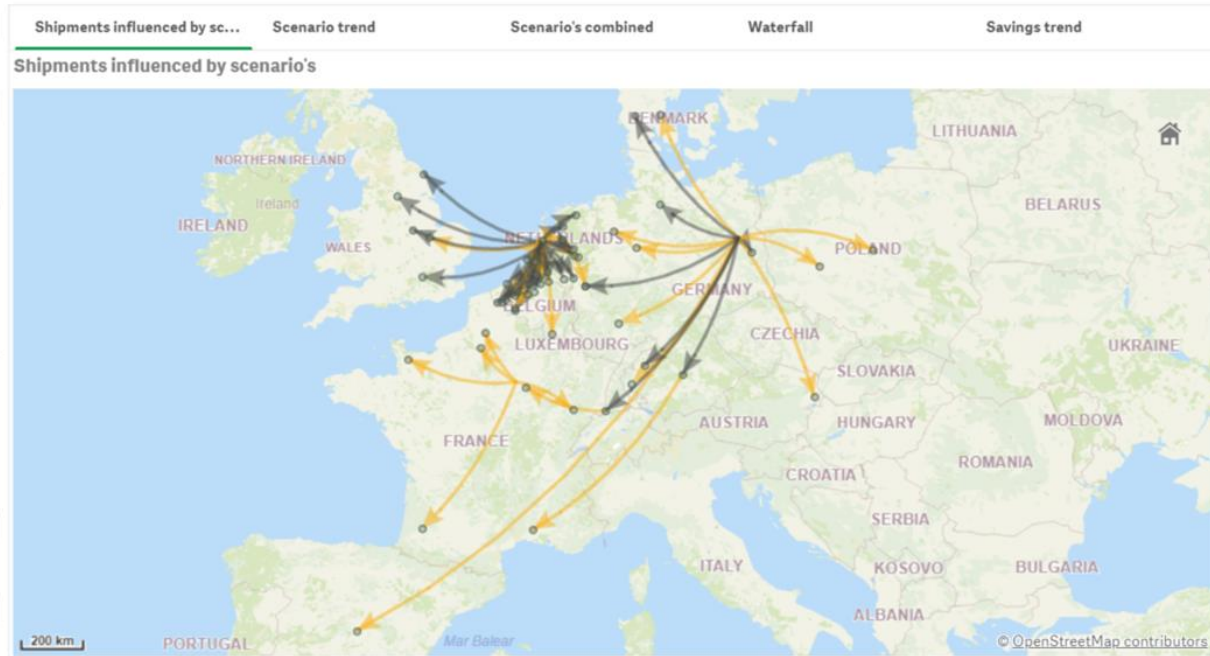 Shipments influenced by sc... Scenario trend Scenario's combined Waterfall Savings trend
Shipments influenced by scenario's
DENMARK
LITHUANIA
NORTHERN IRELAND
Ireland
BELARUS
IRELAND
WALES
NETHERLANDS
POLAND
GERMANY
BELGIUM
CZECHIA
LUXEMBOURG
UKRAINE
SLOVAKIA
AUSTRIA
HUNGARY
MOLDOVA
FRANCE
ROMANIA
CROATIA
SERBIA
ITALY
KOSOVO
BULGARIA
ALBANIA
200 km
PORTUGAL
Mar Balear
© OpenStreetMap contributors